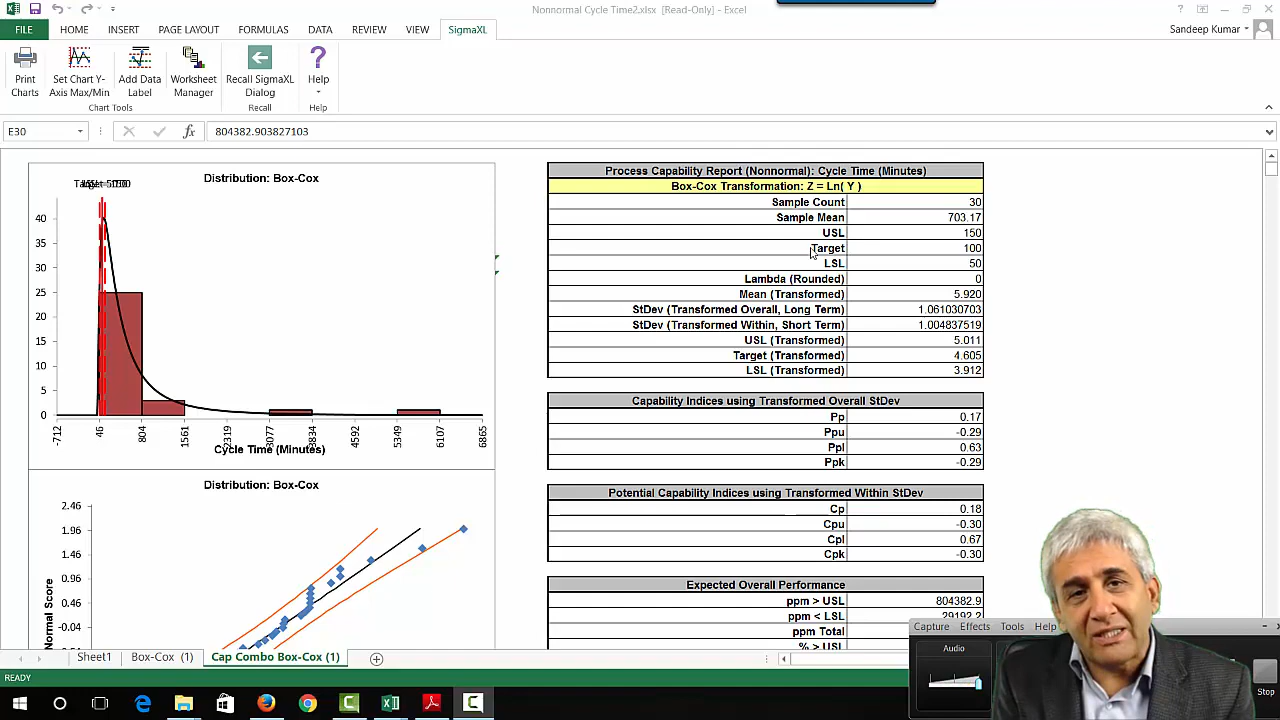 Nonnormal Cycle Time2.xlsx [Read-Only] - Excel
FILE HOME INSERT PAGE LAYOUT FORMULAS DATA REVIEW VIEW SigmaXL
Sandeep Kumar
Print Charts
Set Chart Y-Axis Max/Min
Add Data Label
Worksheet Manager
Recall SigmaXL Dialog
Help
Chart Tools
Recall
Help
E30
fx
804382.903827103
Distribution: Box-Cox
40
35
30
25
20
15
10
5
0
-712 46 804 1561 2319 3077 3834 4592 5349 6107 6865
Cycle Time (Minutes)
Distribution: Box-Cox
2.46
1.96
1.46
0.96
0.46
-0.04
Normal Score
Process Capability Report (Nonnormal): Cycle Time (Minutes)
Box-Cox Transformation: Z = Ln( Y )
Sample Count 30
Sample Mean 703.17
USL 150
Target 100
LSL 50
Lambda (Rounded) 0
Mean (Transformed) 5.920
StDev (Transformed Overall, Long Term) 1.061030703
StDev (Transformed Within, Short Term) 1.004837519
USL (Transformed) 5.011
Target (Transformed) 4.605
LSL (Transformed) 3.912
Capability Indices using Transformed Overall StDev
Pp 0.17
Ppu -0.29
Ppl 0.63
Ppk -0.29
Potential Capability Indices using Transformed Within StDev
Cp 0.18
Cpu -0.30
Cpl 0.67
Cpk -0.30
Expected Overall Performance
ppm > USL 804382.9
ppm < LSL 29192.2
ppm Total
% > USL
Capture Effects Tools Help
Audio
Stop
Sheet1 Box-Cox (1) Cap Combo Box-Cox (1)
READY